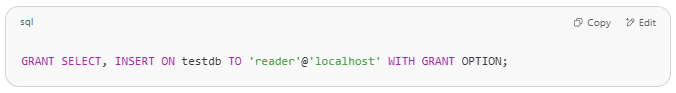 sql
Copy
Edit
GRANT SELECT, INSERT ON testdb TO 'reader'@'localhost' WITH GRANT OPTION;